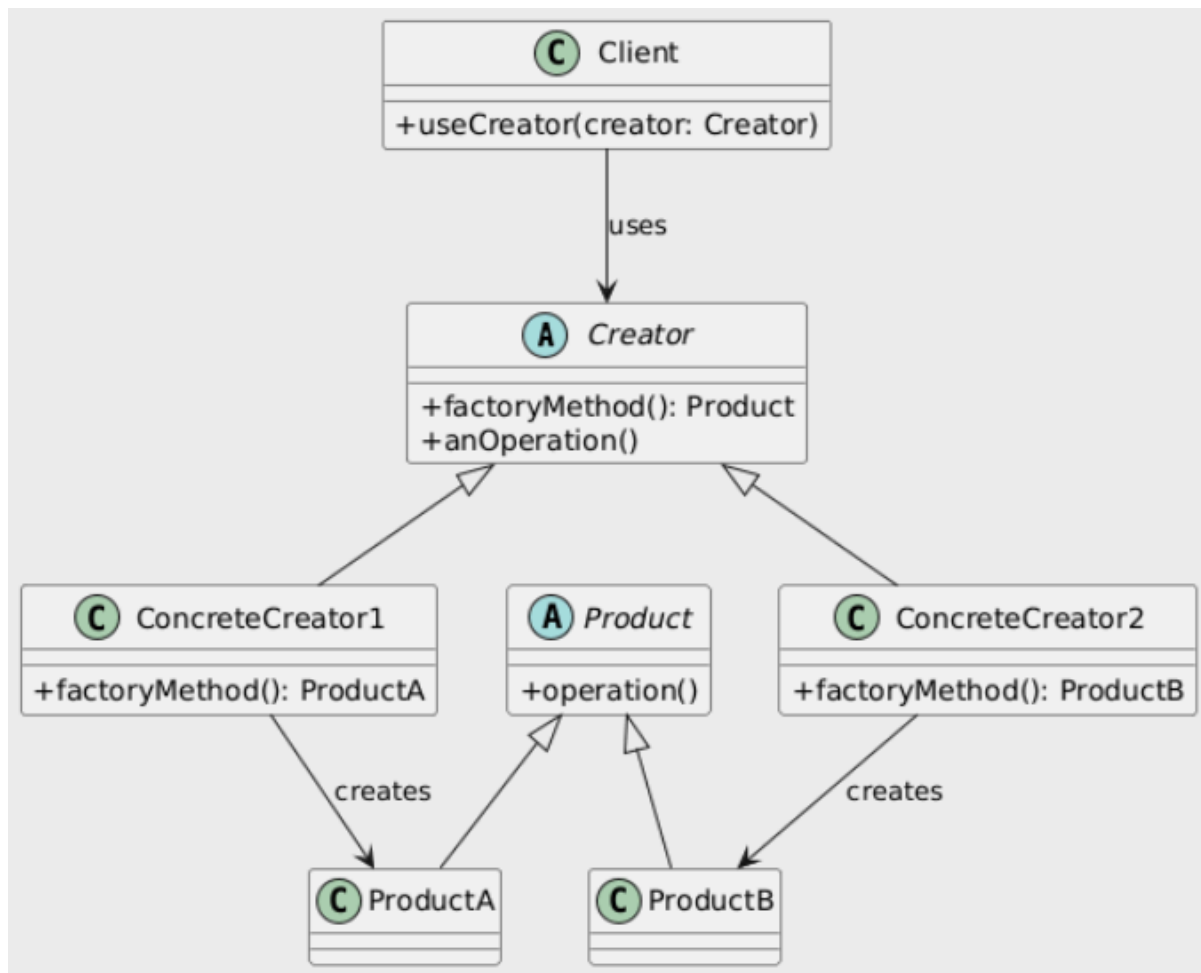 C Client
+useCreator(creator: Creator)
uses
A Creator
+factoryMethod(): Product
+anOperation()
C ConcreteCreator1
+factoryMethod(): ProductA
A Product
+operation()
C ConcreteCreator2
+factoryMethod(): ProductB
creates
creates
C ProductA
C ProductB